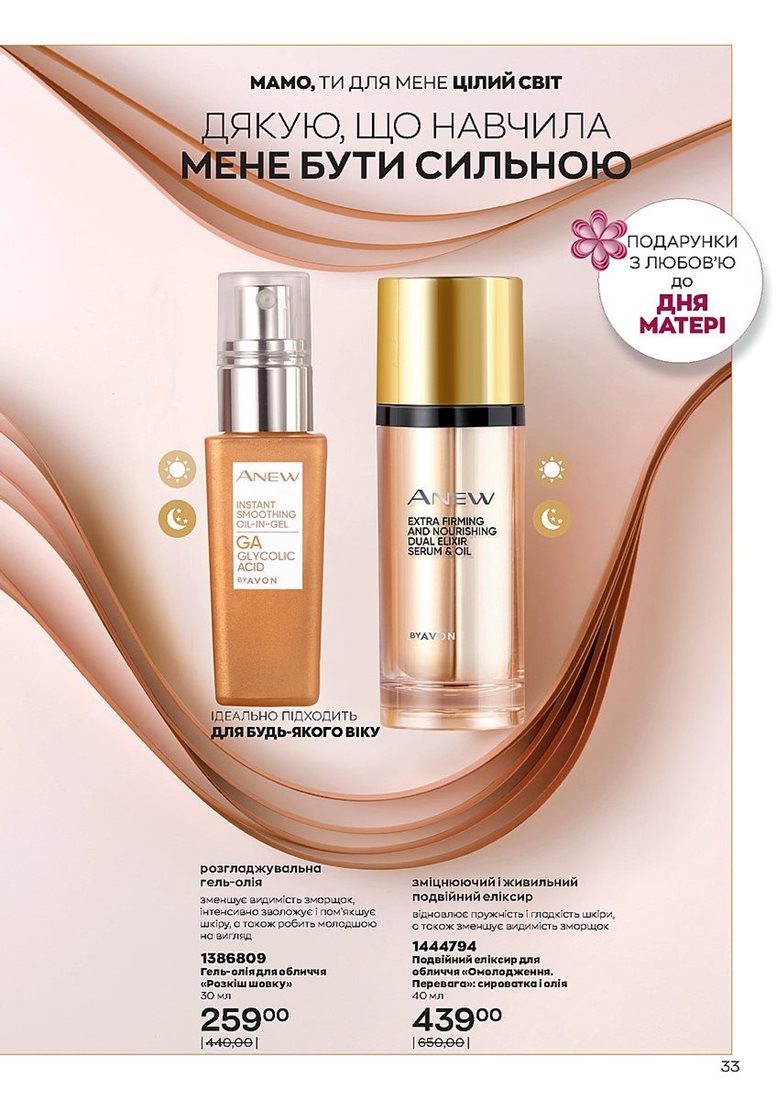 МАМО, ТИ ДЛЯ МЕНЕ ЦІЛИЙ СВІТ
ДЯКУЮ, ЩО НАВЧИЛА
МЕНЕ БУТИ СИЛЬНОЮ
ПОДАРУНКИ
З ЛЮБОВ'Ю
ДО
ДНЯ
МАТЕРІ
ANEW
INSTANT
SMOOTHING
OIL-IN-GEL
GA
GLYCOLIC
ACID
BY AVON
ANEW
EXTRA FIRMING
AND NOURISHING
DUAL ELIXIR
SERUM & OIL
BY AVON
ІДЕАЛЬНО ПІДХОДИТЬ
ДЛЯ БУДЬ-ЯКОГО ВІКУ
розгладжувальна
гель-олія
зменшує видимість зморщок,
інтенсивно зволожує і пом'якшує
шкіру, а також робить молодшою
на вигляд
1386809
Гель-олія для обличчя
«Розкіш шовку»
30 мл
259⁰⁰
|440,00|
зміцнюючий і живильний
подвійний еліксир
відновлює пружність і гладкість шкіри,
а також зменшує видимість зморщок
1444794
Подвійний еліксир для
обличчя «Омолодження.
Перевага»: сироватка і олія
40 мл
439⁰⁰
|650,00|
33